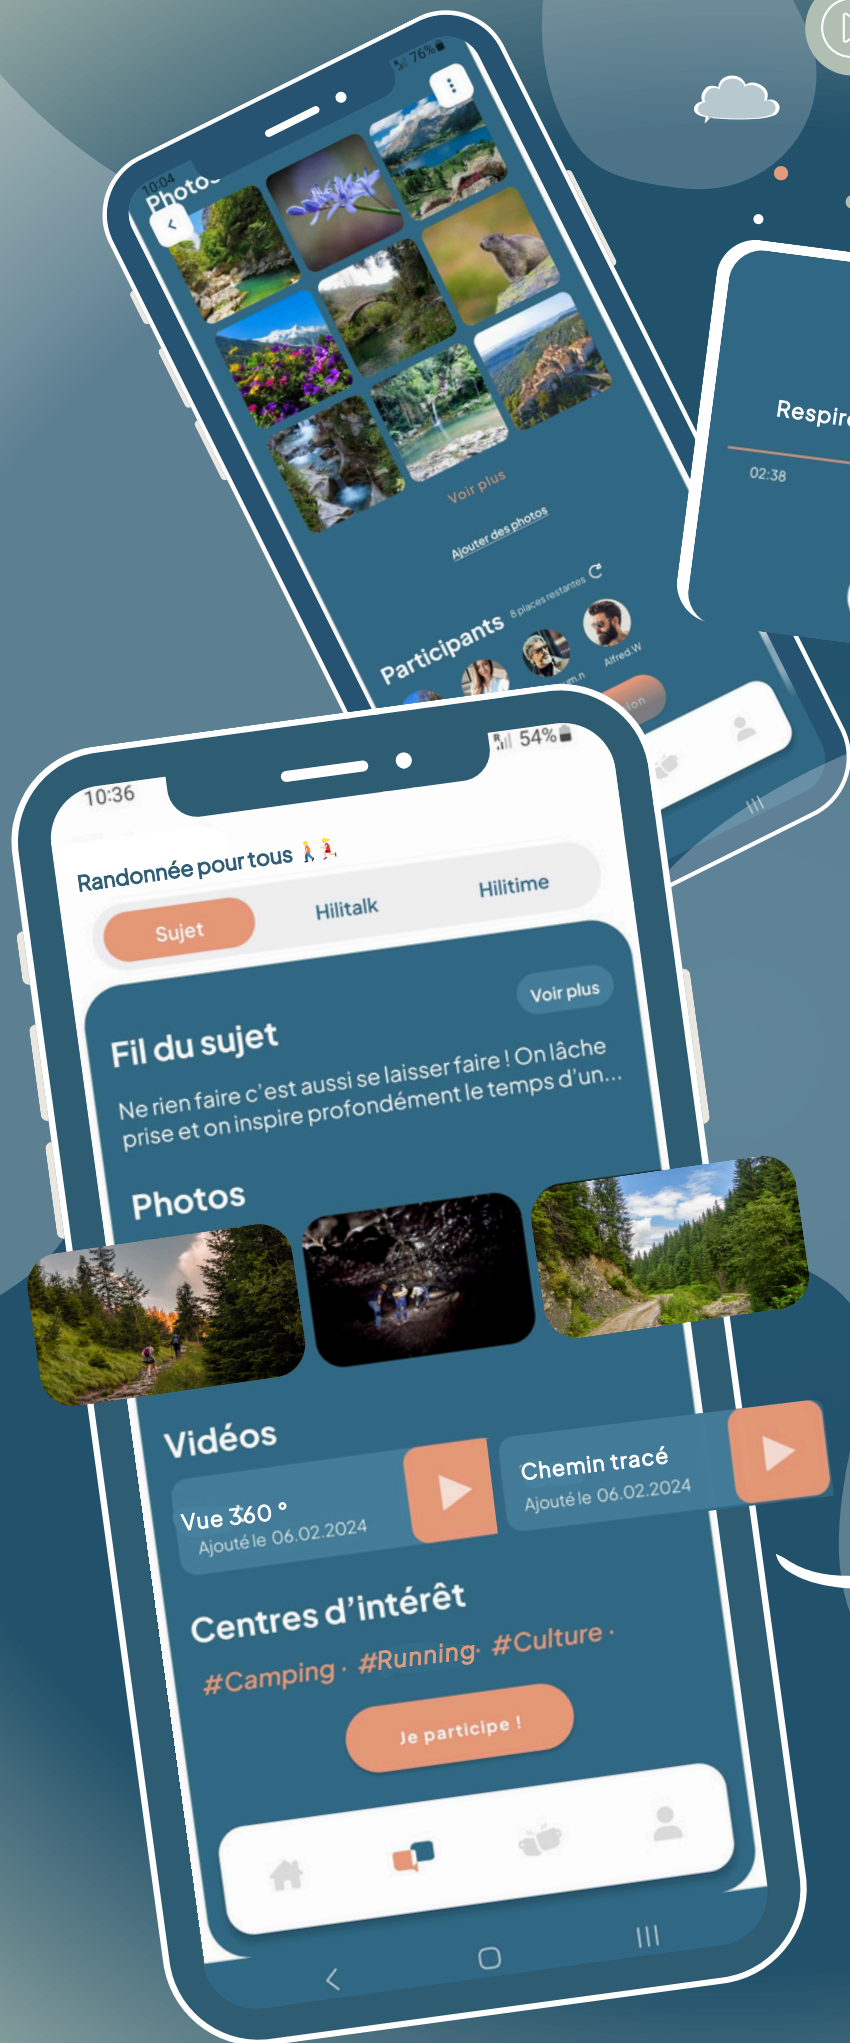 76%
10:04
Photos
Respir
02:38
Voir plus
Ajouter des photos
Participants 8 places restantes
Alfred.W
um.n
10:36
54%
Randonnée pour tous
Sujet
Hilitalk
Hilitime
Voir plus
Fil du sujet
Ne rien faire c’est aussi se laisser faire ! On lâche
prise et on inspire profondément le temps d’un...
Photos
Vidéos
Vue 360 °
Ajouté le 06.02.2024
Chemin tracé
Ajouté le 06.02.2024
Centres d’intérêt
#Camping · #Running· #Culture ·
Je participe !